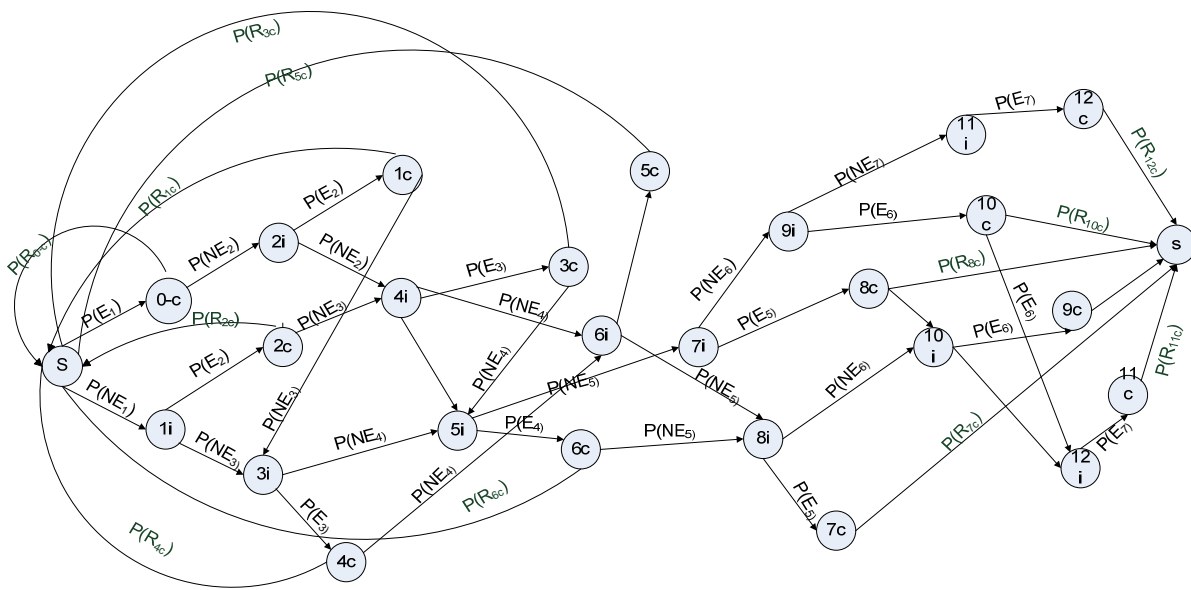 P(R3c)
P(R5c)
P(R1c)
P(R0-c)
P(R2c)
P(R4c)
P(R6c)
P(E1)
P(NE1)
P(NE2)
P(E2)
P(E2)
P(NE3)
P(NE2)
P(NE3)
P(NE3)
P(E3)
P(E3)
P(NE4)
P(NE4)
P(NE4)
P(NE4)
P(E4)
P(NE5)
P(NE5)
P(NE5)
P(E5)
P(E5)
P(NE6)
P(NE6)
P(E6)
P(E6)
P(E6)
P(NE7)
P(E7)
P(E7)
P(R12c)
P(R10c)
P(R8c)
P(R7c)
P(R11c)
S
0-c
1i
2i
2c
1c
3i
4i
4c
3c
5i
6i
6c
5c
7i
8i
9i
8c
7c
11
i
10
c
10
i
12
c
9c
11
c
12
i
s